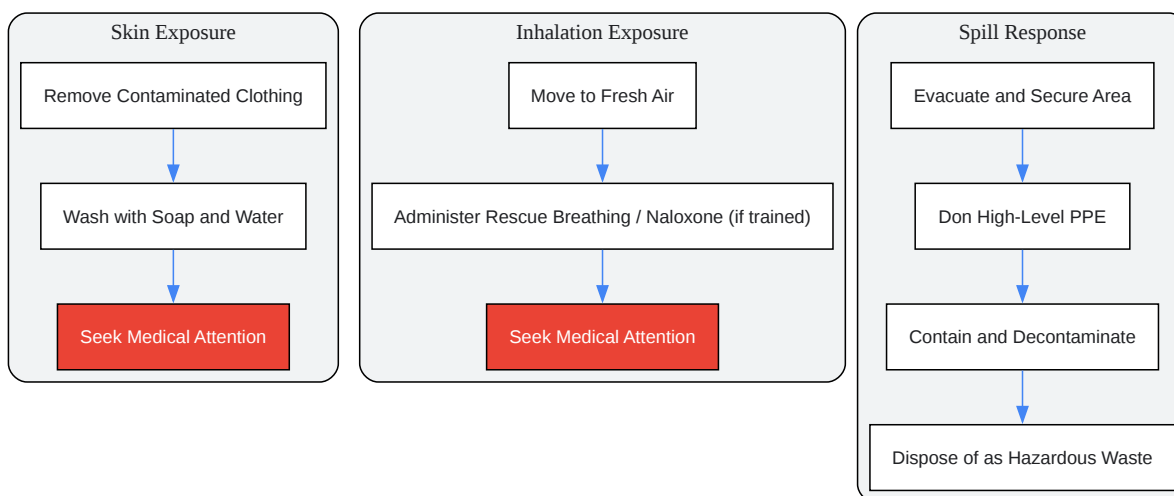 Skin Exposure
Remove Contaminated Clothing
Wash with Soap and Water
Seek Medical Attention
Inhalation Exposure
Move to Fresh Air
Administer Rescue Breathing / Naloxone (if trained)
Seek Medical Attention
Spill Response
Evacuate and Secure Area
Don High-Level PPE
Contain and Decontaminate
Dispose of as Hazardous Waste